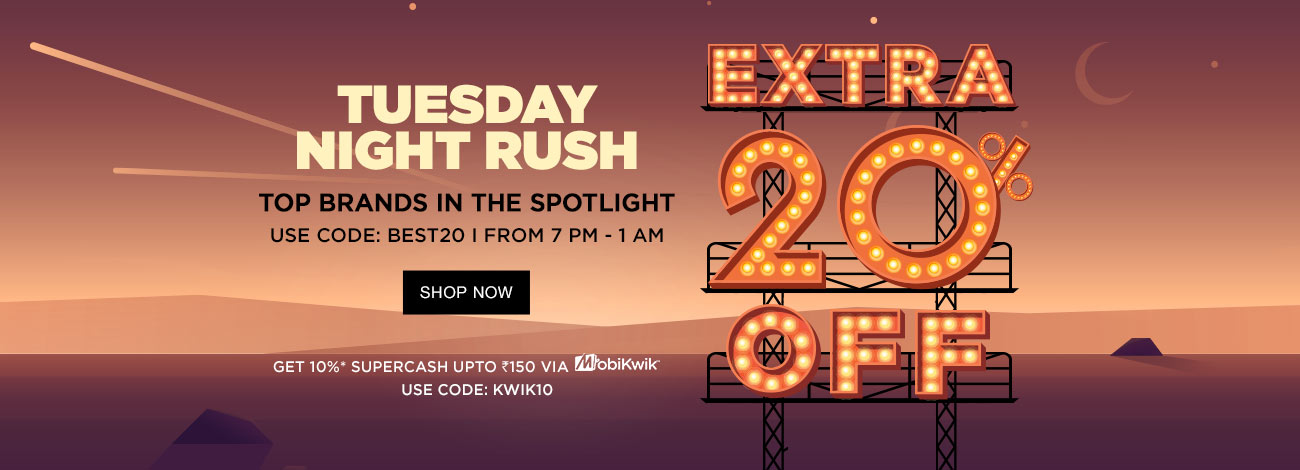 TUESDAY
NIGHT RUSH
TOP BRANDS IN THE SPOTLIGHT
USE CODE: BEST20 I FROM 7 PM - 1 AM
SHOP NOW
GET 10%* SUPERCASH UPTO ₹150 VIA MobiKwik
USE CODE: KWIK10
EXTRA
20%
OFF